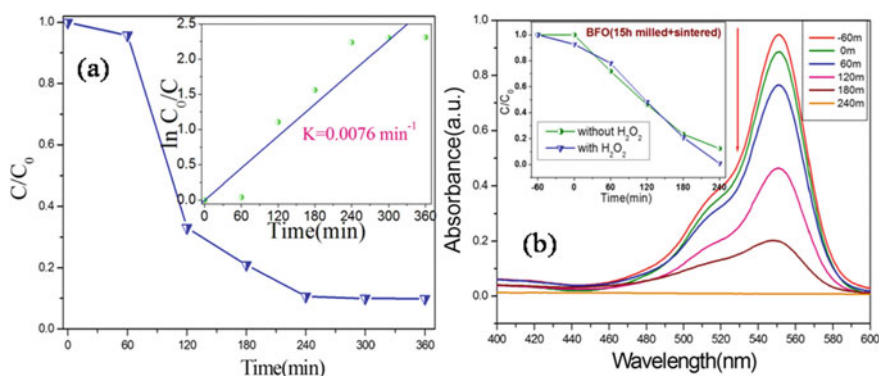 (a)
C/C0
1.0
0.8
0.6
0.4
0.2
0.0
0 60 120 180 240 300 360
Time(min)
ln C0/C
2.5
2.0
1.5
1.0
0.5
0.0
K=0.0076 min-1
0 60 120 180 240 300 360
Time(min)
(b)
Absorbance(a.u.)
1.0
0.8
0.6
0.4
0.2
0.0
400 420 440 460 480 500 520 540 560 580 600
Wavelength(nm)
BFO(15h milled+sintered)
C/C0
1.0
0.8
0.6
0.4
0.2
0.0
without H2O2
with H2O2
-60 0 60 120 180 240
Time(min)
-60m
0m
60m
120m
180m
240m